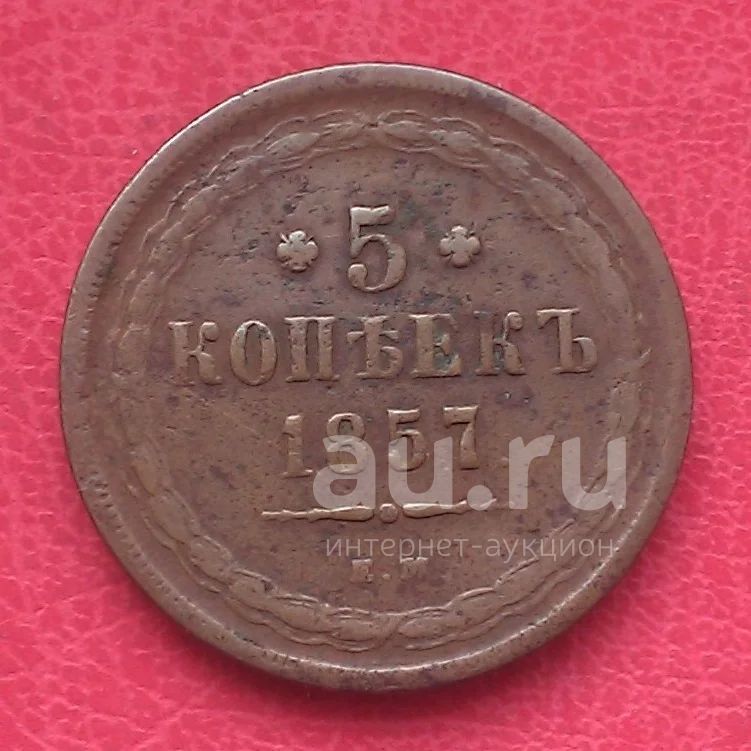 5
КОПѢЕКЪ
1857
au.ru
интернет-аукцион
Е.М